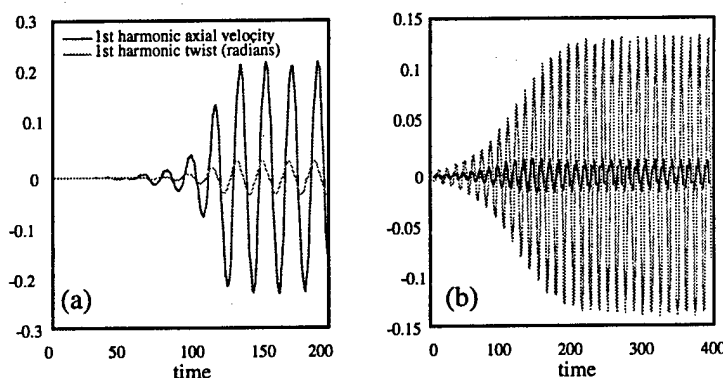 0.3
1st harmonic axial velocity
1st harmonic twist (radians)
0.2
0.1
0
-0.1
-0.2
-0.3
(a)
0 50 100 150 200
time
0.15
0.1
0.05
0
-0.05
-0.1
-0.15
(b)
0 100 200 300 400
time